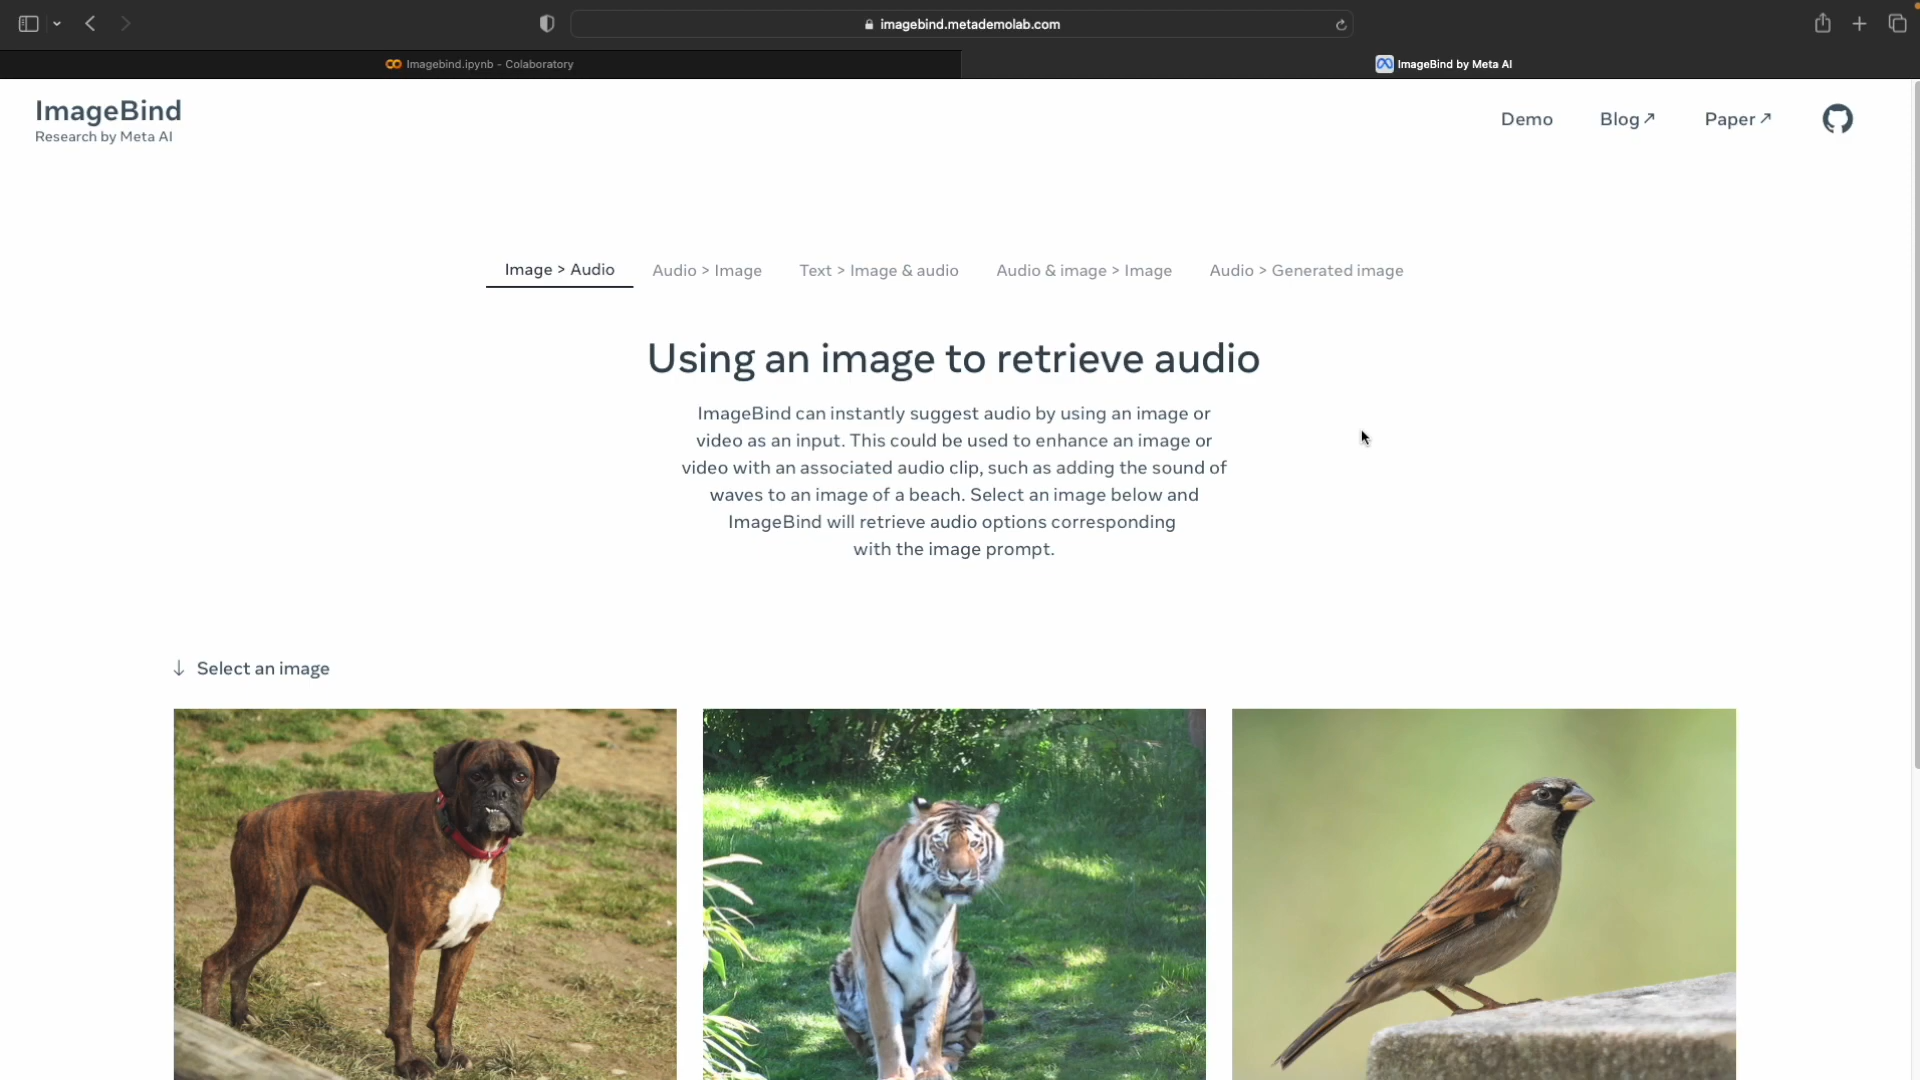 imagebind.metademolab.com
Imagebind.ipynb - Colaboratory
ImageBind by Meta AI
ImageBind
Research by Meta AI
Demo
Blog↗
Paper↗
Image > Audio
Audio > Image
Text > Image & audio
Audio & image > Image
Audio > Generated image
Using an image to retrieve audio
ImageBind can instantly suggest audio by using an image or
video as an input. This could be used to enhance an image or
video with an associated audio clip, such as adding the sound of
waves to an image of a beach. Select an image below and
ImageBind will retrieve audio options corresponding
with the image prompt.
↓ Select an image